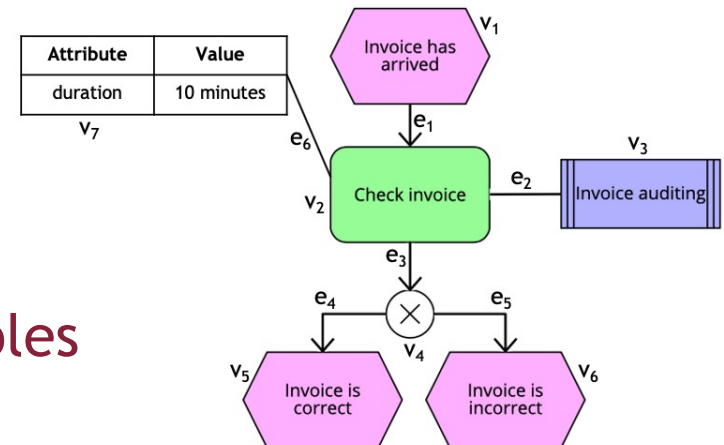 Attribute Value
duration 10 minutes
v7
e6
Invoice has
arrived
v1
e1
Check invoice
v2
e2
v3
Invoice auditing
e3
e4
e5
v4
v5
Invoice is
correct
Invoice is
incorrect
v6
les